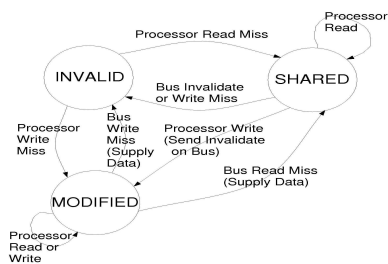 Processor
Read
Processor Read Miss
INVALID
SHARED
Bus Invalidate
or Write Miss
Processor
Write
Miss
Bus
Write
Miss
(Supply
Data)
Processor Write
(Send Invalidate
on Bus)
Bus Read Miss
(Supply Data)
MODIFIED
Processor
Read or
Write